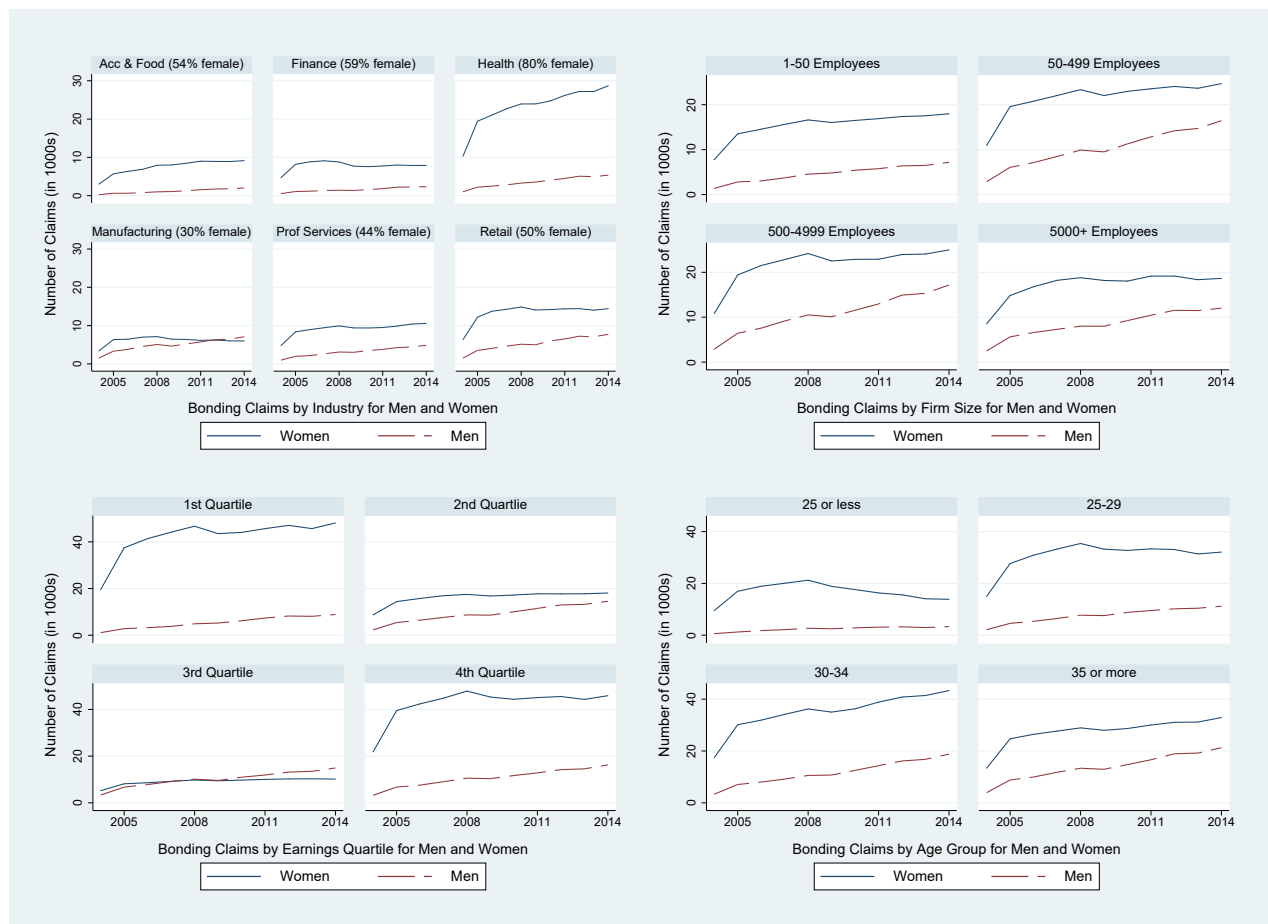 Acc & Food (54% female)
Finance (59% female)
Health (80% female)
Manufacturing (30% female)
Prof Services (44% female)
Retail (50% female)
Number of Claims (in 1000s)
0 10 20 30
0 10 20 30
2005 2008 2011 2014
2005 2008 2011 2014
2005 2008 2011 2014
Bonding Claims by Industry for Men and Women
Women Men
1-50 Employees
50-499 Employees
500-4999 Employees
5000+ Employees
Number of Claims (in 1000s)
0 10 20
0 10 20
2005 2008 2011 2014
2005 2008 2011 2014
Bonding Claims by Firm Size for Men and Women
Women Men
1st Quartile
2nd Quartlie
3rd Quartile
4th Quartlie
Number of Claims (in 1000s)
0 20 40
0 20 40
2005 2008 2011 2014
2005 2008 2011 2014
Bonding Claims by Earnings Quartile for Men and Women
Women Men
25 or less
25-29
30-34
35 or more
Number of Claims (in 1000s)
0 20 40
0 20 40
2005 2008 2011 2014
2005 2008 2011 2014
Bonding Claims by Age Group for Men and Women
Women Men